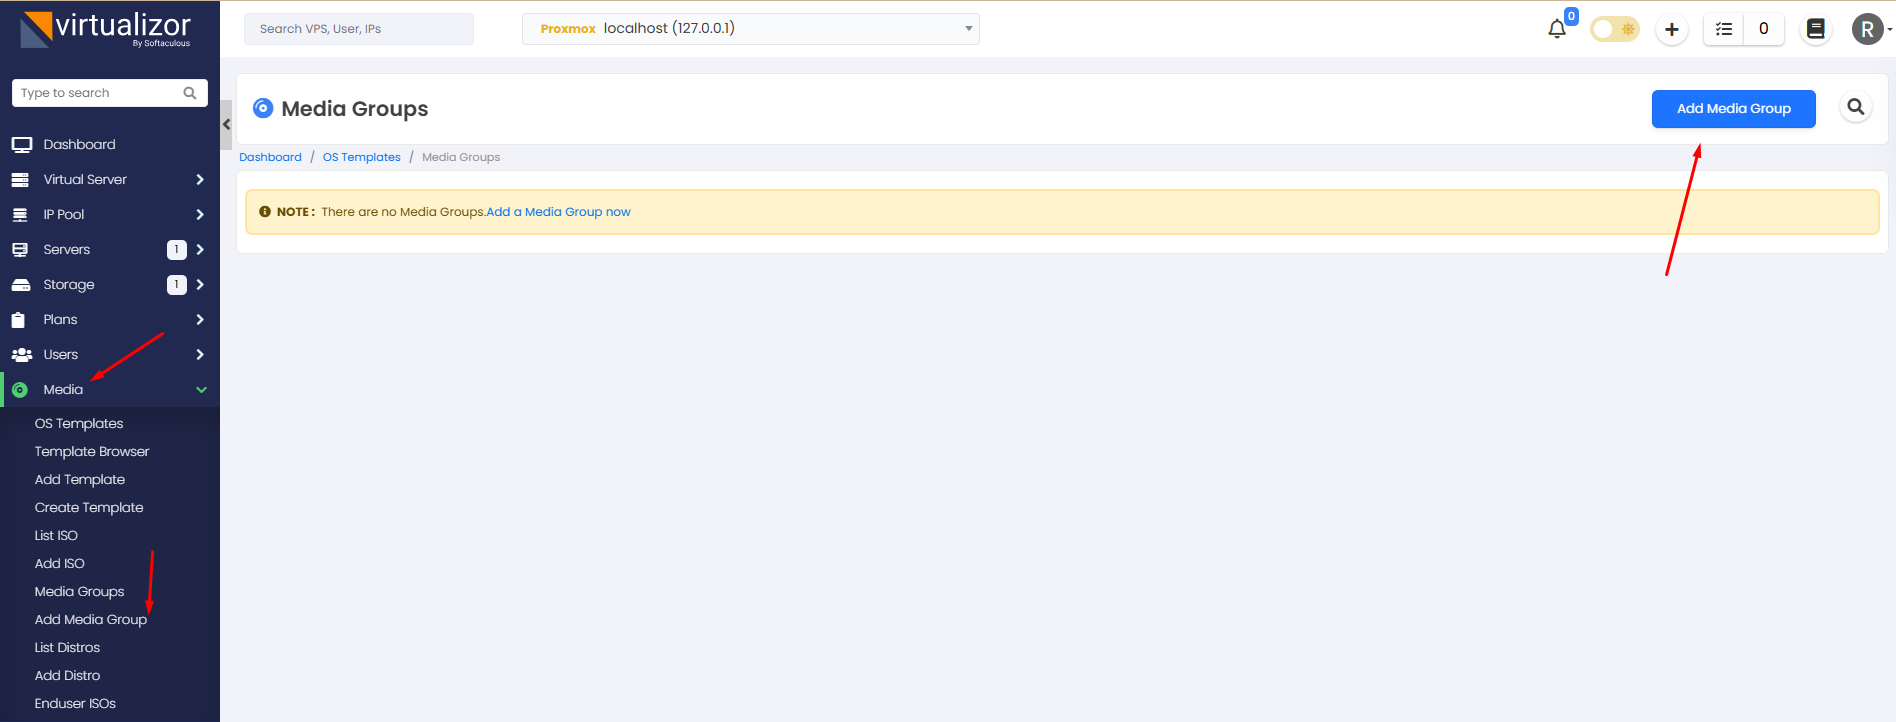 virtualizor
By Softaculous
Type to search
Dashboard
Virtual Server
IP Pool
Servers 1
Storage 1
Plans
Users
Media
OS Templates
Template Browser
Add Template
Create Template
List ISO
Add ISO
Media Groups
Add Media Group
List Distros
Add Distro
Enduser ISOs
Search VPS, User, IPs
Proxmox localhost (127.0.0.1)
0
0
R
Media Groups
Add Media Group
Dashboard / OS Templates / Media Groups
NOTE : There are no Media Groups.Add a Media Group now